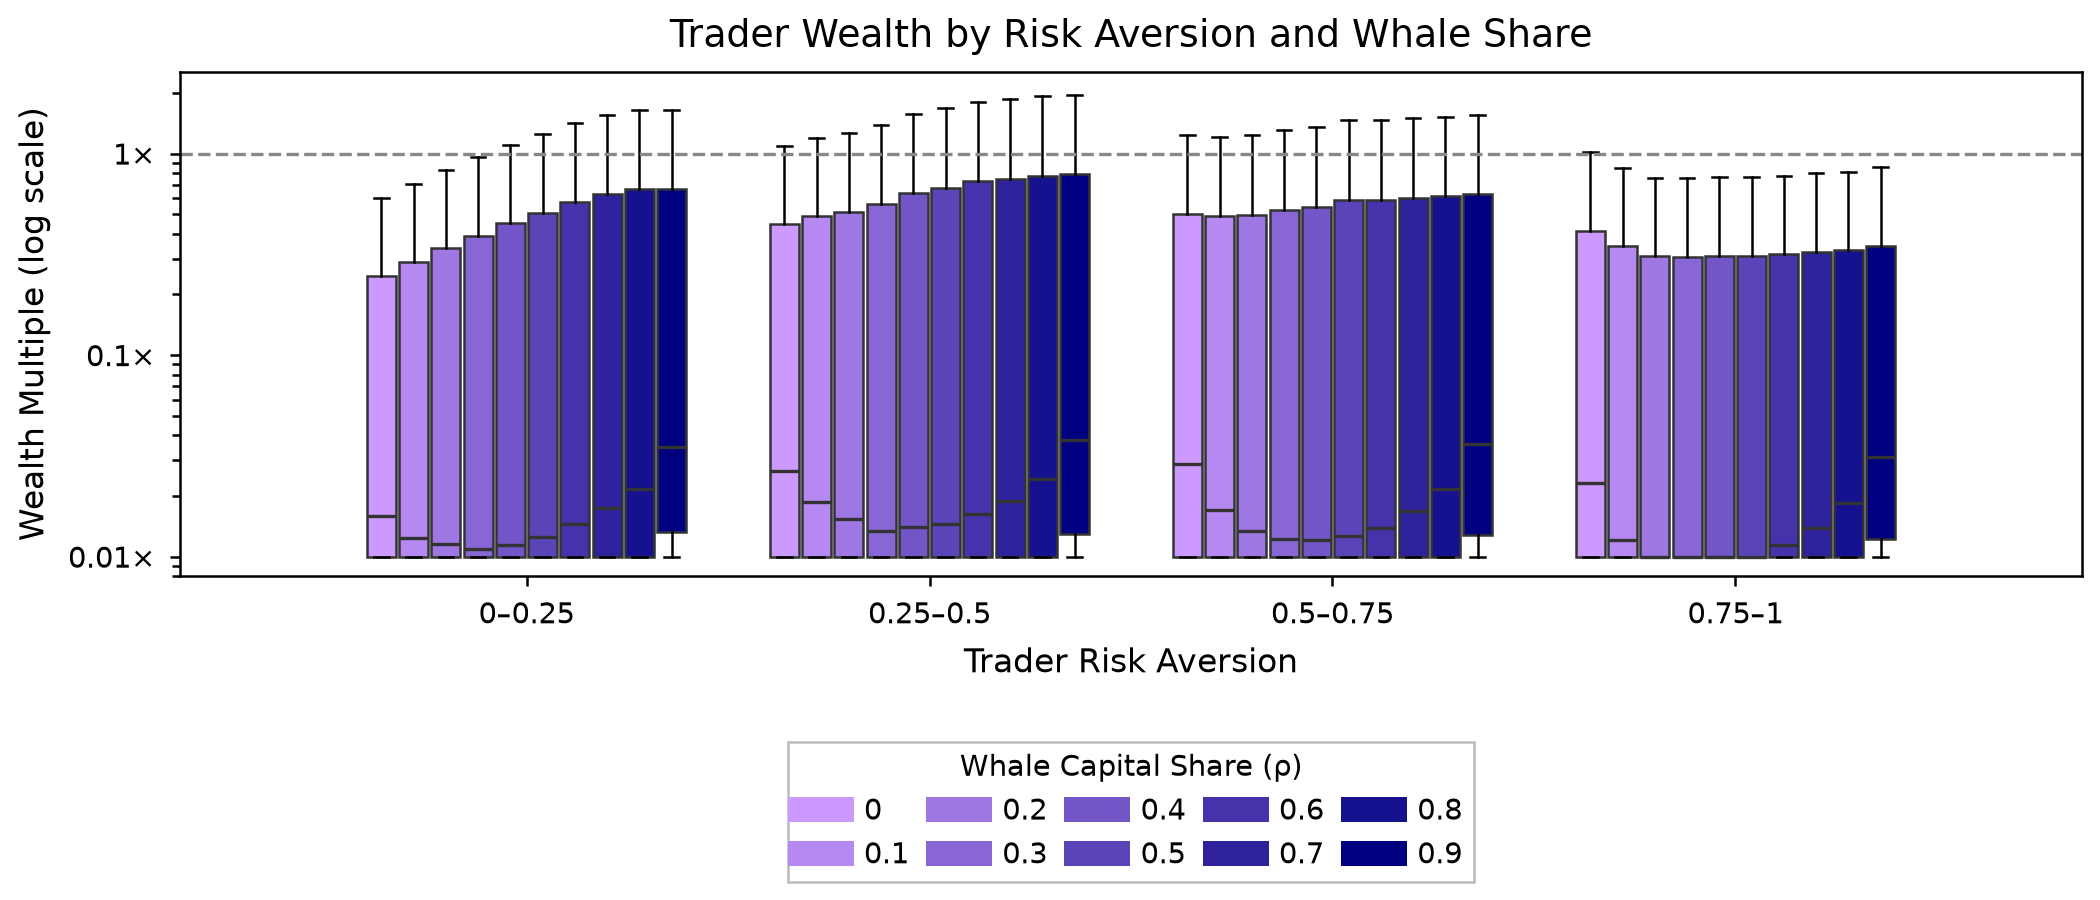 Trader Wealth by Risk Aversion and Whale Share
Wealth Multiple (log scale)
1×
0.1×
0.01×
0–0.25
0.25–0.5
0.5–0.75
0.75–1
Trader Risk Aversion
Whale Capital Share (ρ)
0 0.2 0.4 0.6 0.8
0.1 0.3 0.5 0.7 0.9